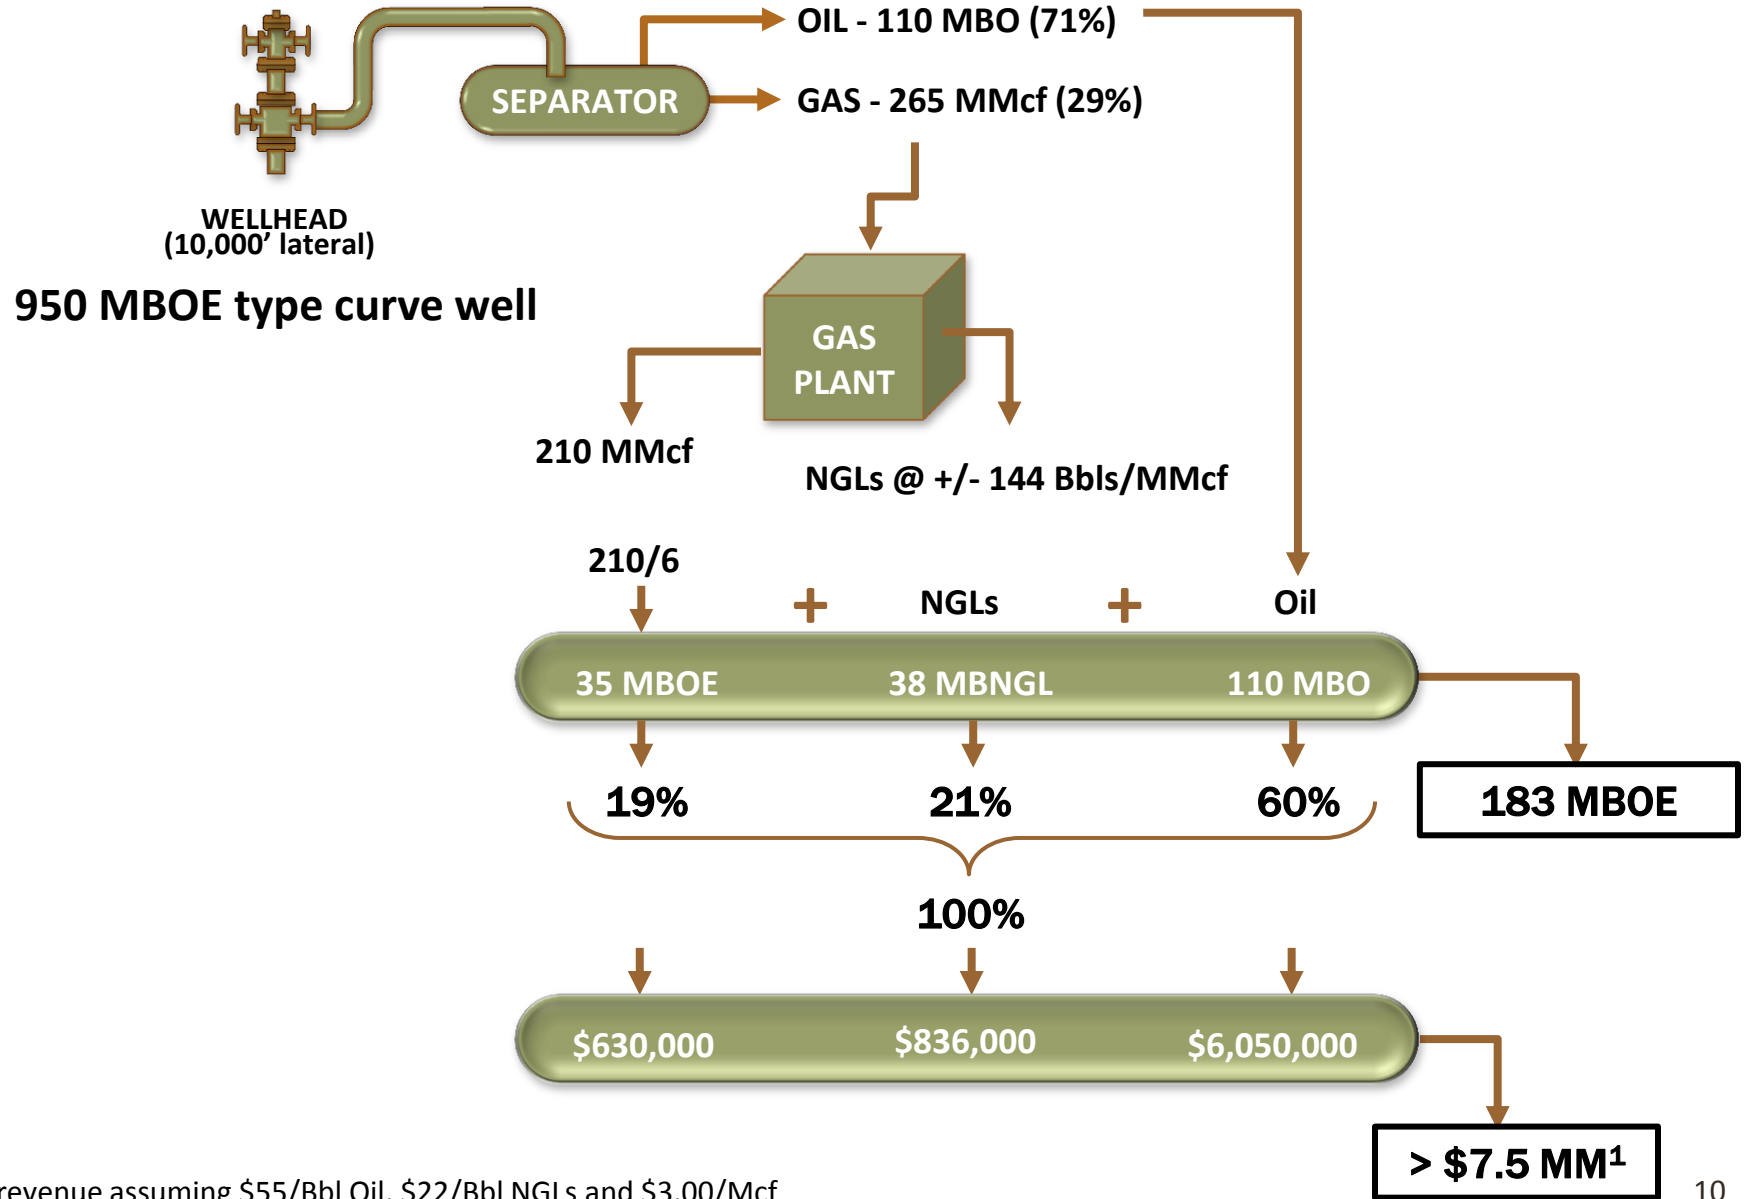 OIL - 110 MBO (71%)
SEPARATOR
GAS - 265 MMcf (29%)
WELLHEAD
(10,000’ lateral)
950 MBOE type curve well
GAS
PLANT
210 MMcf
NGLs @ +/- 144 Bbls/MMcf
210/6
+ NGLs + Oil
35 MBOE 38 MBNGL 110 MBO
19% 21% 60% 183 MBOE
100%
$630,000 $836,000 $6,050,000
> $7.5 MM¹
revenue assuming $55/Bbl Oil, $22/Bbl NGLs and $3.00/Mcf
10